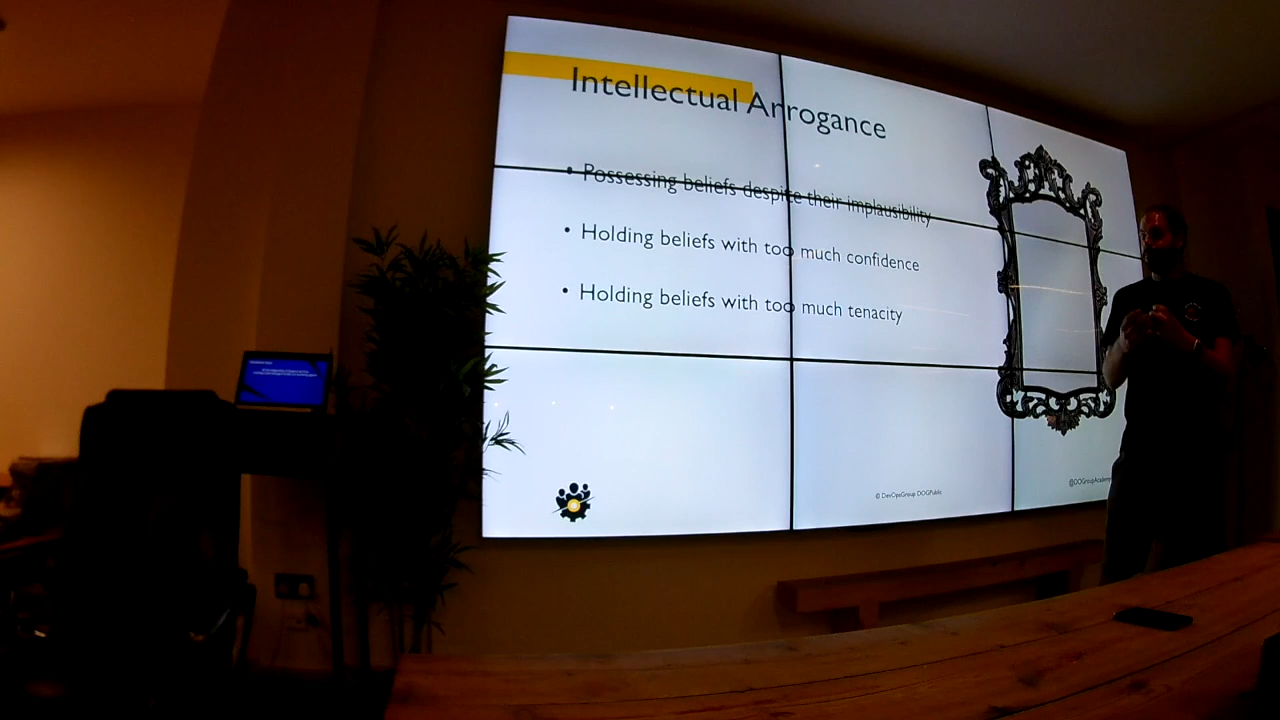 Intellectual Arrogance
• Possessing beliefs despite their implausibility
• Holding beliefs with too much confidence
• Holding beliefs with too much tenacity
© DevOpsGroup DOGPublic
@DOGroupAcademy